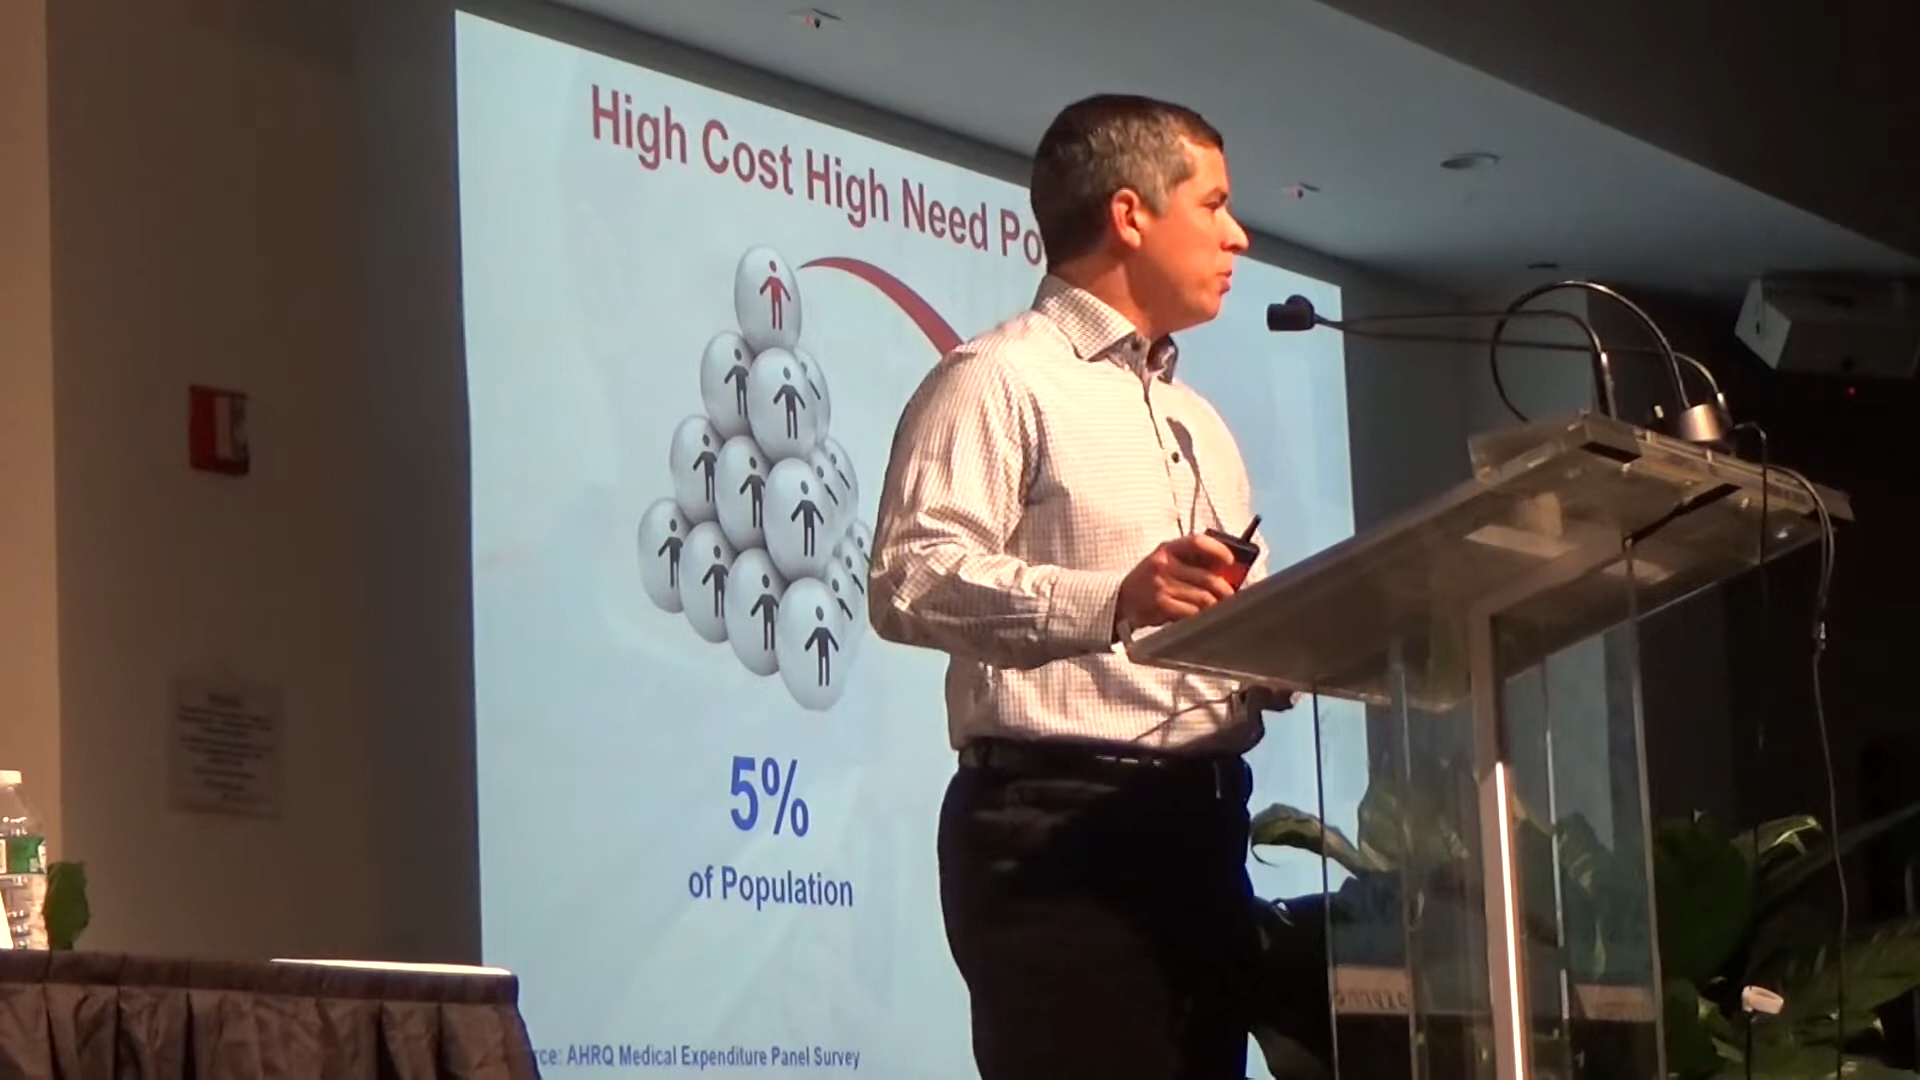 High Cost High Need Po
5%
of Population
rce: AHRQ Medical Expenditure Panel Survey